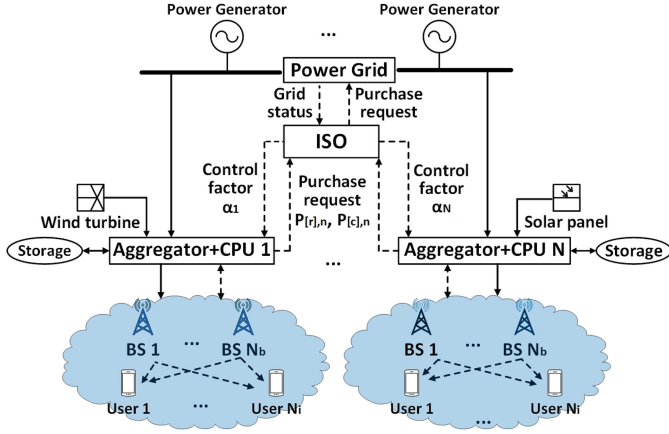 Power Generator
Power Generator
...
Power Grid
Grid
status
Purchase
request
ISO
Control
factor
α1
Purchase
request
P[r],n, P[c],n
Control
factor
αN
Wind turbine
Solar panel
Storage
Aggregator+CPU 1
...
Aggregator+CPU N
Storage
BS 1
...
BS Nb
BS 1
...
BS Nb
User 1
...
User Ni
User 1
...
User Ni